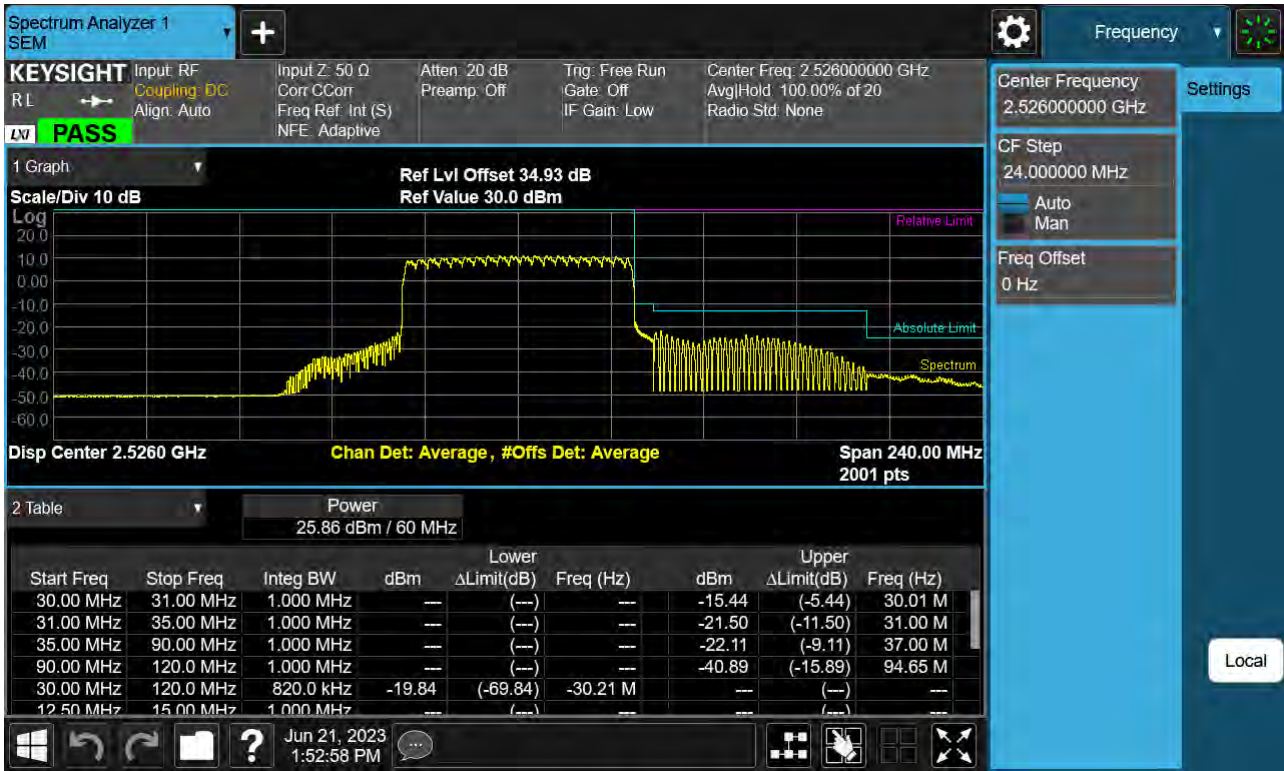 Spectrum Analyzer 1
SEM
Frequency
KEYSIGHT
RL
LXI
PASS
Input: RF
Coupling: DC
Align: Auto
Input Z: 50 Ω
Corr CCorr
Freq Ref: Int (S)
NFE: Adaptive
Atten: 20 dB
Preamp: Off
Trig: Free Run
Gate: Off
IF Gain: Low
Center Freq: 2.526000000 GHz
Avg|Hold: 100.00% of 20
Radio Std: None
Center Frequency
2.526000000 GHz
Settings
CF Step
24.000000 MHz
Auto
Man
Freq Offset
0 Hz
Local
1 Graph
Ref Lvl Offset 34.93 dB
Scale/Div 10 dB
Ref Value 30.0 dBm
Log
20.0
10.0
0.00
-10.0
-20.0
-30.0
-40.0
-50.0
-60.0
Relative Limit
Absolute Limit
Spectrum
Disp Center 2.5260 GHz
Chan Det: Average, #Offs Det: Average
Span 240.00 MHz
2001 pts
2 Table
Power
25.86 dBm / 60 MHz
Lower Upper
Start Freq Stop Freq Integ BW dBm ΔLimit(dB) Freq (Hz) dBm ΔLimit(dB) Freq (Hz)
30.00 MHz 31.00 MHz 1.000 MHz --- (---) --- -15.44 (-5.44) 30.01 M
31.00 MHz 35.00 MHz 1.000 MHz --- (---) --- -21.50 (-11.50) 31.00 M
35.00 MHz 90.00 MHz 1.000 MHz --- (---) --- -22.11 (-9.11) 37.00 M
90.00 MHz 120.0 MHz 1.000 MHz --- (---) --- -40.89 (-15.89) 94.65 M
30.00 MHz 120.0 MHz 820.0 kHz -19.84 (-69.84) -30.21 M --- (---) ---
12.50 MHz 15.00 MHz 1.000 MHz --- (---) --- --- (---) ---
Jun 21, 2023
1:52:58 PM